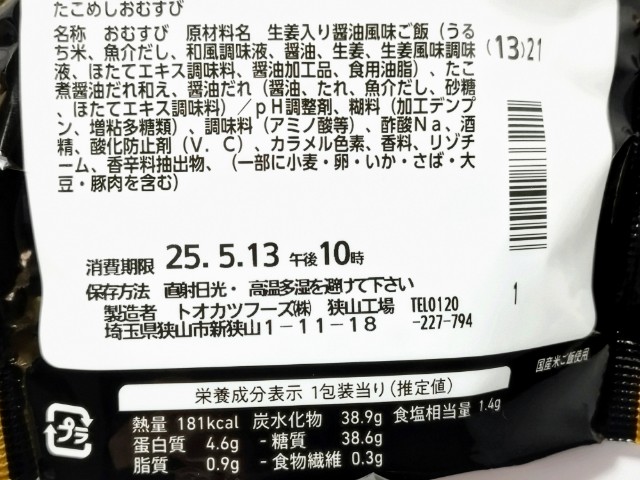 たこめしおむすび
名称 おむすび 原材料名 生姜入り醤油風味ご飯(うる
ち米、魚介だし、和風調味液、醤油、生姜、生姜風味調味
液、ほたてエキス調味料、醤油加工品、食用油脂)、たこ
煮醤油だれ和え、醤油だれ(醤油、たれ、魚介だし、砂糖
、ほたてエキス調味料)/pH調整剤、糊料(加工デンプ
ン、増粘多糖類)、調味料(アミノ酸等)、酢酸Na、酒
精、酸化防止剤(V.C)、カラメル色素、香料、リゾチ
ーム、香辛料抽出物、(一部に小麦・卵・いか・さば・大
豆・豚肉を含む)
(13)21
消費期限 25.5.13 午後10時
保存方法 直射日光・高温多湿を避けて下さい
製造者 トオカツフーズ㈱ 狭山工場 TEL0120
埼玉県狭山市新狭山1-11-18 -227-794
1
国産米ご飯使用
栄養成分表示 1包装当り(推定値)
熱量 181kcal 炭水化物 38.9g 食塩相当量 1.4g
蛋白質 4.6g -糖質 38.6g
脂質 0.9g -食物繊維 0.3g
プラ